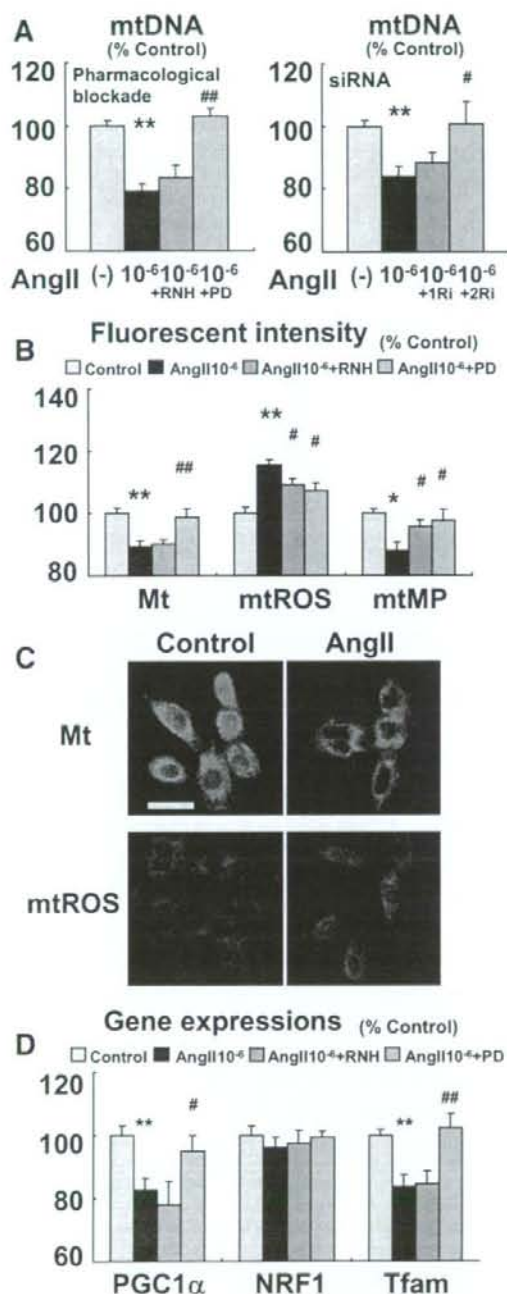 A
mtDNA
(% Control)
Pharmacological
blockade
120
100
80
60
**
##
AngII (-) 10⁻⁶ 10⁻⁶ 10⁻⁶
+RNH +PD
mtDNA
(% Control)
siRNA
120
100
80
60
**
#
AngII (-) 10⁻⁶ 10⁻⁶ 10⁻⁶
+1Ri +2Ri
B
Fluorescent intensity (% Control)
Control AngII10⁻⁶ AngII10⁻⁶+RNH AngII10⁻⁶+PD
140
120
100
80
** ##
** # #
* # #
Mt mtROS mtMP
C
Control AngII
Mt
mtROS
D
Gene expressions (% Control)
Control AngII10⁻⁶ AngII10⁻⁶+RNH AngII10⁻⁶+PD
120
100
80
60
** #
** ##
PGC1α NRF1 Tfam